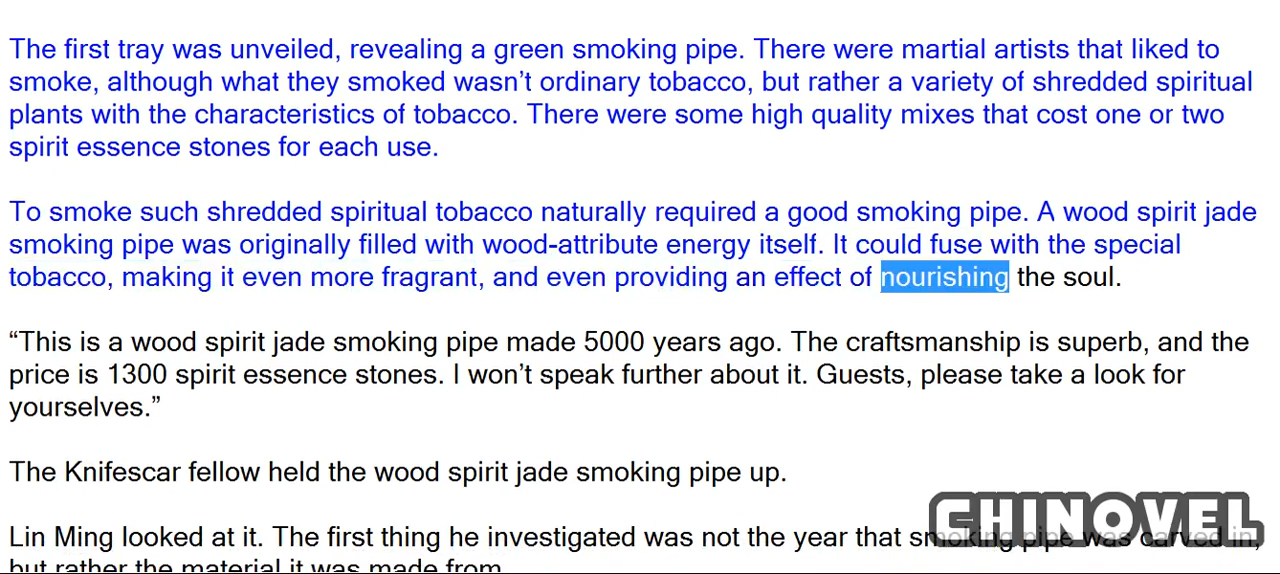 The first tray was unveiled, revealing a green smoking pipe. There were martial artists that liked to
smoke, although what they smoked wasn’t ordinary tobacco, but rather a variety of shredded spiritual
plants with the characteristics of tobacco. There were some high quality mixes that cost one or two
spirit essence stones for each use.
To smoke such shredded spiritual tobacco naturally required a good smoking pipe. A wood spirit jade
smoking pipe was originally filled with wood-attribute energy itself. It could fuse with the special
tobacco, making it even more fragrant, and even providing an effect of nourishing the soul.
“This is a wood spirit jade smoking pipe made 5000 years ago. The craftsmanship is superb, and the
price is 1300 spirit essence stones. I won’t speak further about it. Guests, please take a look for
yourselves.”
The Knifescar fellow held the wood spirit jade smoking pipe up.
Lin Ming looked at it. The first thing he investigated was not the year that smoking pipe was carved in,
but rather the material it was made from.
CHINOVEL